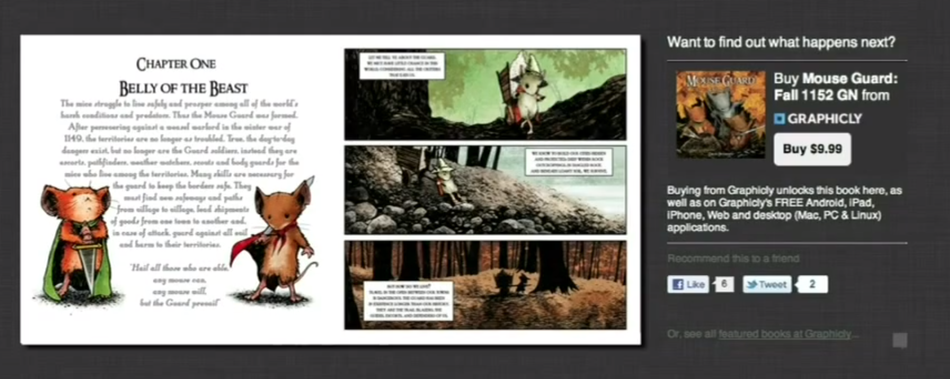 CHAPTER ONE
BELLY OF THE BEAST
The mice struggle to live safely and prosper among all of the world's
harsh conditions and predators. Thus the Mouse Guard was formed.
After persevering against a weasel warlord in the winter war of
1149, the territories are no longer as troubled. True, the day-to-day
dangers exist, but no longer are the Guard soldiers, instead they are
escorts, pathfinders, weather watchers, scouts and body guards for the
mice who live among the territories. Many skills are necessary for
the guard to keep the borders safe. They
must find new safeways and paths
from village to village, lead shipments
of goods from one town to another and,
in case of attack, guard against all evil
and harm to their territories.
'Hail all those who are able,
any mouse can,
any mouse will,
but the Guard prevail'
Want to find out what happens next?
MOUSE GUARD
Buy Mouse Guard:
Fall 1152 GN from
GRAPHICLY
Buy $9.99
Buying from Graphicly unlocks this book here, as
well as on Graphicly's FREE Android, iPad,
iPhone, Web and desktop (Mac, PC & Linux)
applications.
Recommend this to a friend
Like 6 Tweet 2
Or, see all featured books at Graphicly...